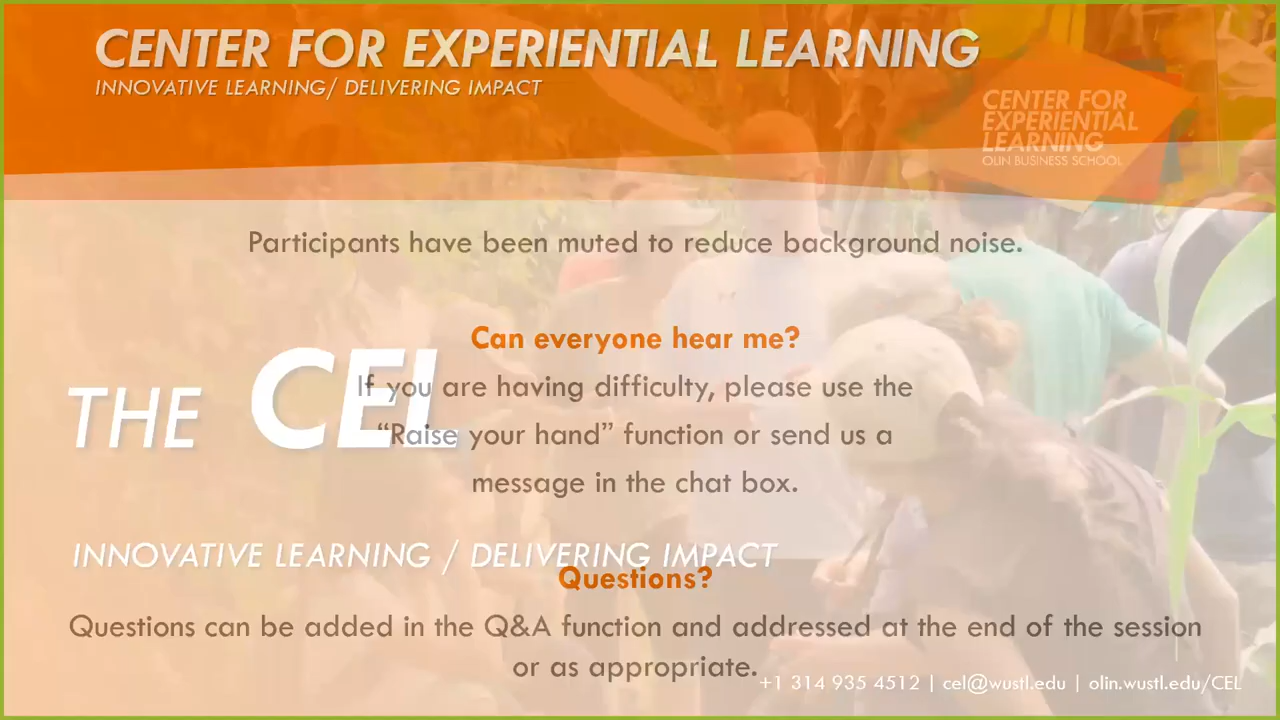 CENTER FOR EXPERIENTIAL LEARNING
INNOVATIVE LEARNING/ DELIVERING IMPACT
CENTER FOR
EXPERIENTIAL
LEARNING
OLIN BUSINESS SCHOOL
Participants have been muted to reduce background noise.
Can everyone hear me?
If you are having difficulty, please use the
“Raise your hand” function or send us a
message in the chat box.
THE CEL
INNOVATIVE LEARNING / DELIVERING IMPACT
Questions?
Questions can be added in the Q&A function and addressed at the end of the session
or as appropriate.
+1 314 935 4512 | cel@wustl.edu | olin.wustl.edu/CEL